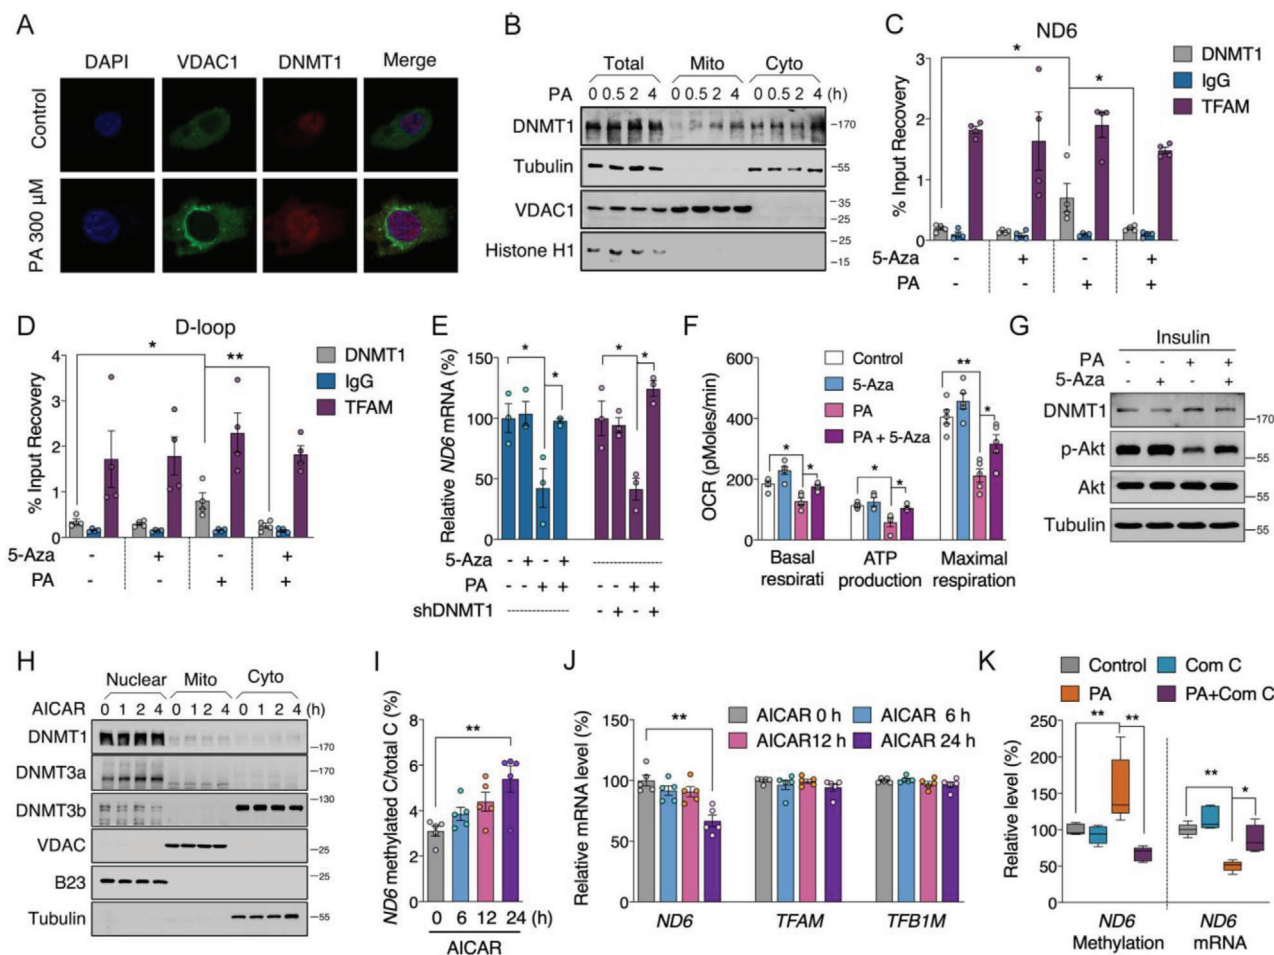 A
DAPI VDAC1 DNMT1 Merge
Control
PA 300 µM
B
Total Mito Cyto
PA 0 0.5 2 4 0 0.5 2 4 0 0.5 2 4 (h)
DNMT1 -170
Tubulin -55
VDAC1 -35
-25
Histone H1 -25
-15
C
ND6
DNMT1
IgG
TFAM
% Input Recovery
3
2
1
0
* *
5-Aza - + - +
PA - - + +
D
D-loop
DNMT1
IgG
TFAM
% Input Recovery
4
3
2
1
0
* **
5-Aza - + - +
PA - - + +
E
Relative ND6 mRNA (%)
150
100
50
0
* * * *
5-Aza - + - +
PA - - + + - - + +
shDNMT1 - + - +
F
OCR (pMoles/min)
600
400
200
0
Control
5-Aza
PA
PA + 5-Aza
* * * * ** *
Basal respirati
ATP production
Maximal respiration
G
Insulin
PA - - + +
5-Aza - + - +
DNMT1 -170
p-Akt -55
Akt -55
Tubulin -55
H
Nuclear Mito Cyto
AICAR 0 1 2 4 0 1 2 4 0 1 2 4 (h)
DNMT1 -170
DNMT3a -170
DNMT3b -130
VDAC -25
B23 -25
Tubulin -55
I
ND6 methylated C/total C (%)
8
6
4
2
0
**
0 6 12 24 (h)
AICAR
J
Relative mRNA level (%)
150
100
50
0
AICAR 0 h AICAR 6 h
AICAR12 h AICAR 24 h
**
ND6 TFAM TFB1M
K
Control Com C
PA PA+Com C
Relative level (%)
250
200
150
100
50
0
** ** ** *
ND6 Methylation
ND6 mRNA